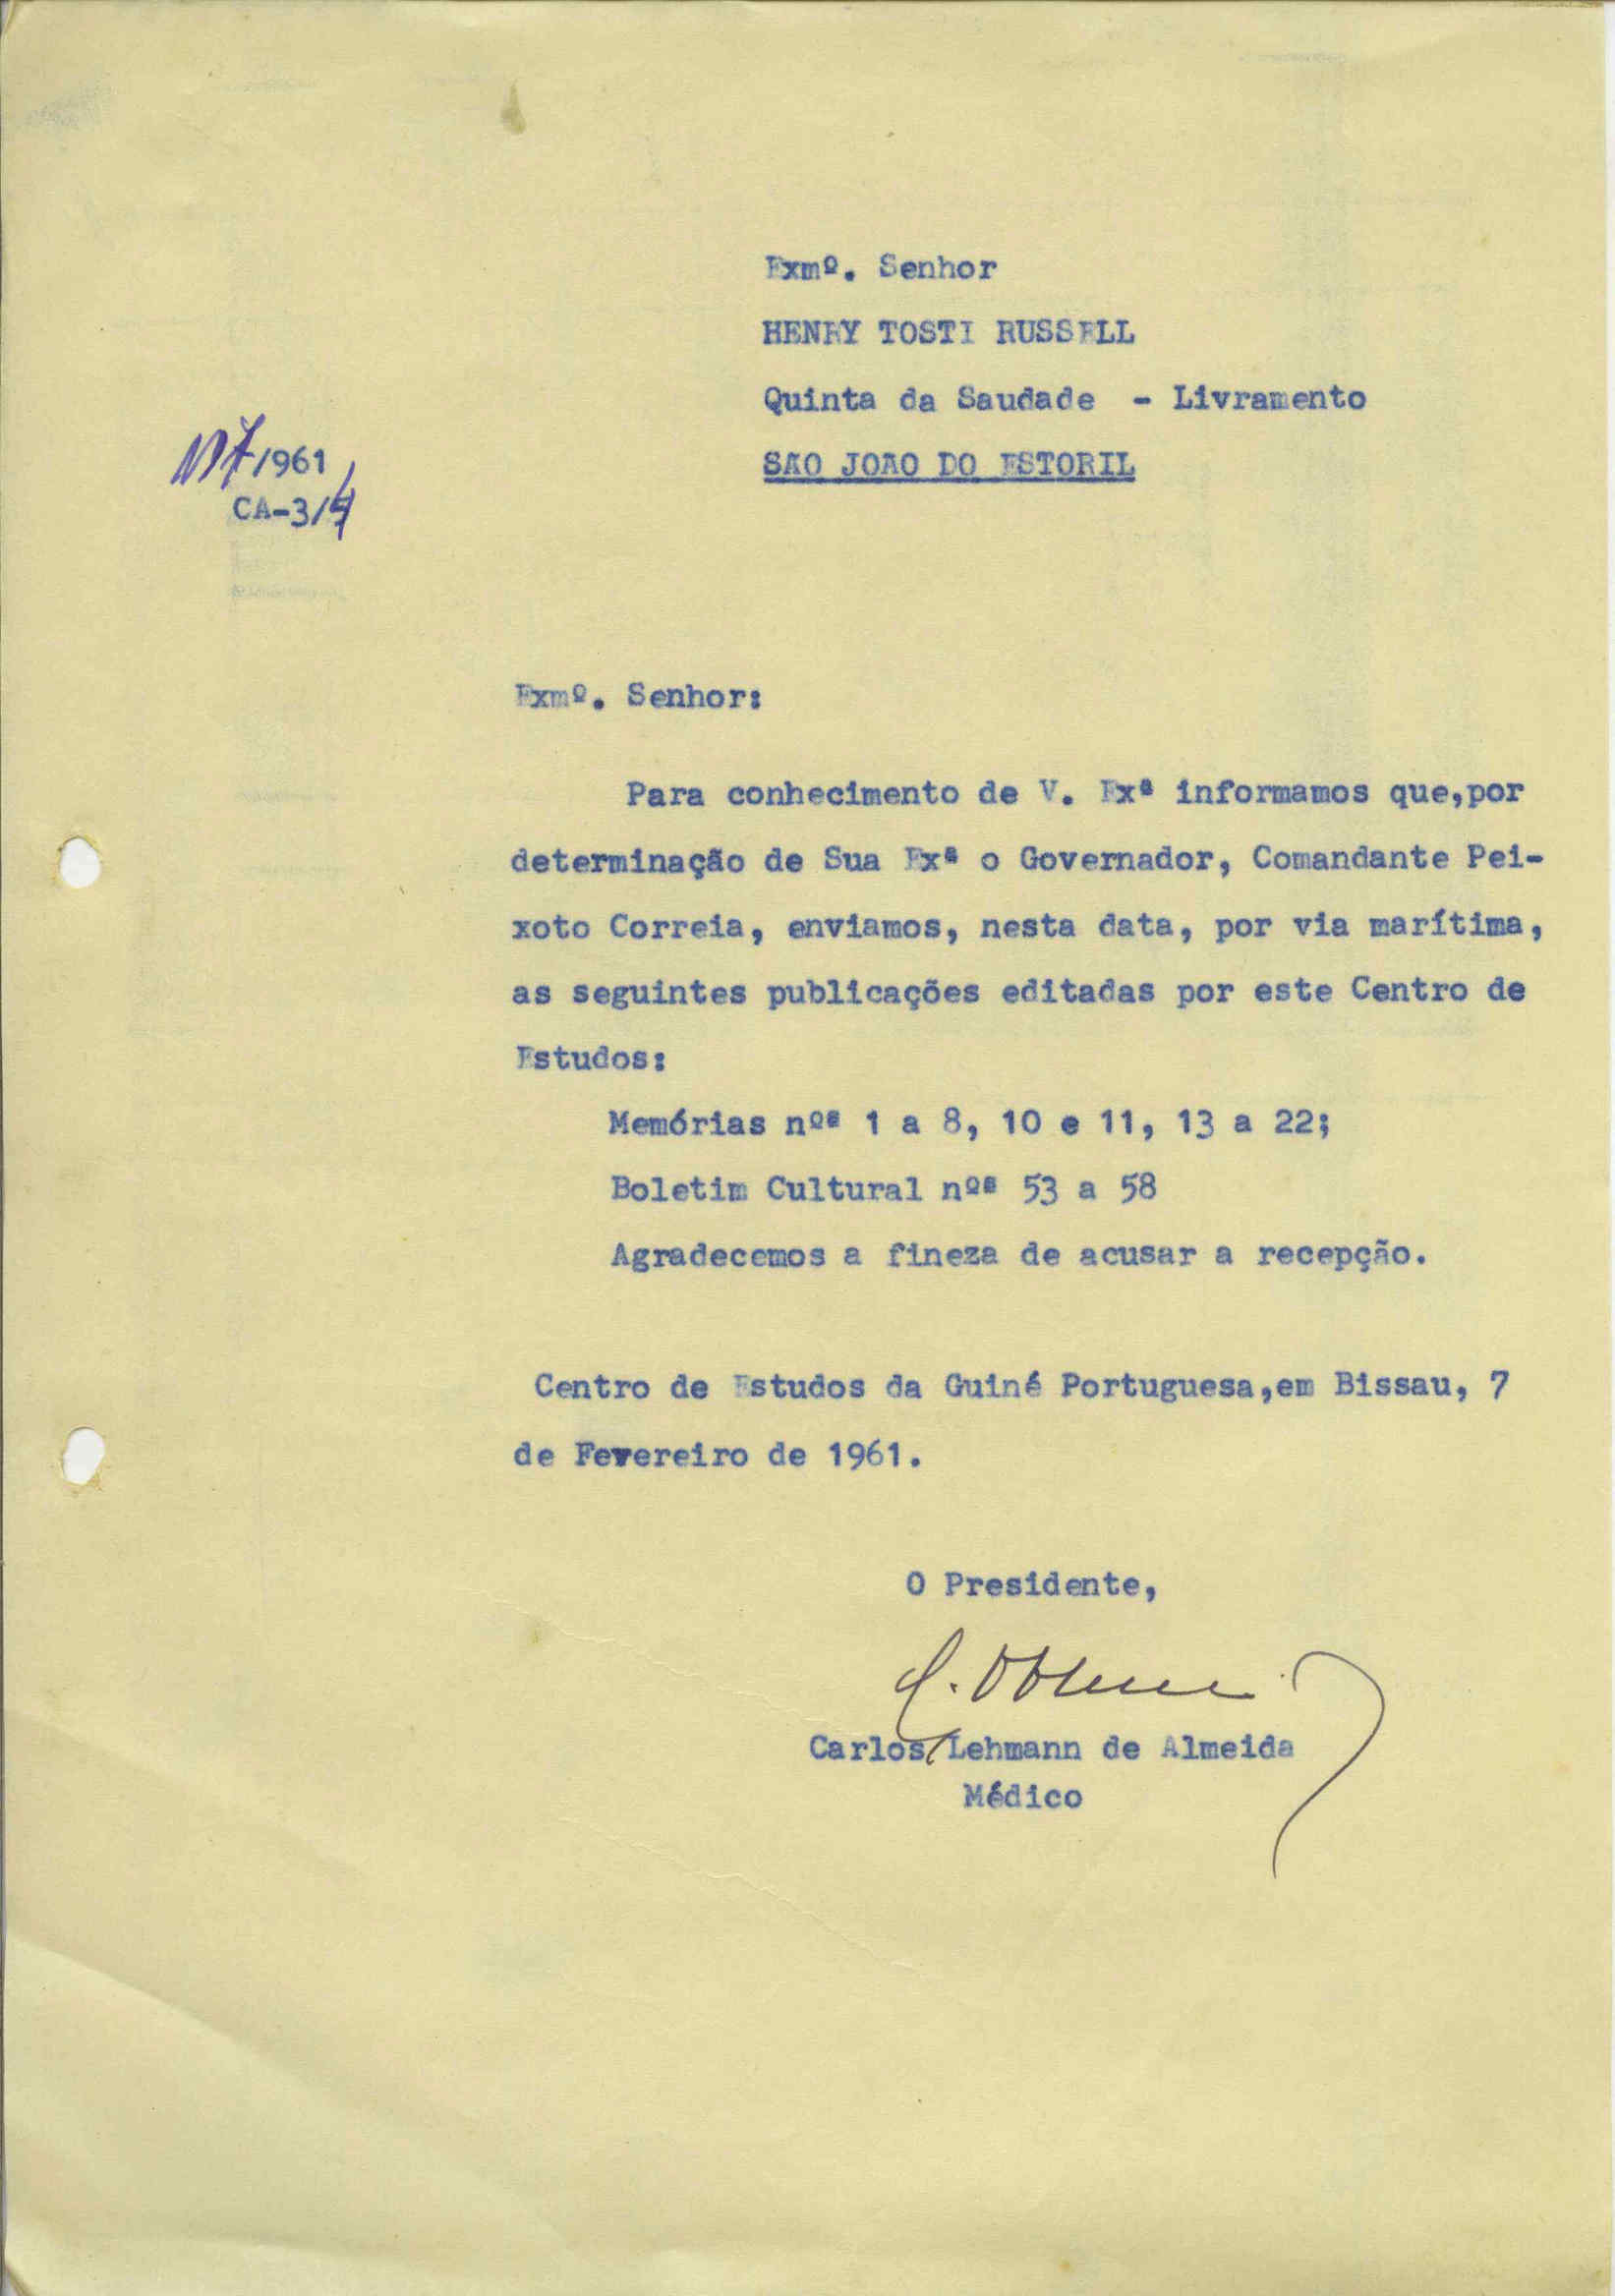 Exmº. Senhor
HENRY TOSTI RUSSELL
Quinta da Saudade - Livramento
SÃO JOÃO DO ESTORIL
/961
CA-3/
Exmº. Senhor:
Para conhecimento de V. Exª informamos que,por
determinação de Sua Exª o Governador, Comandante Pei-
xoto Correia, enviamos, nesta data, por via marítima,
as seguintes publicações editadas por este Centro de
Estudos:
Memórias nºs 1 a 8, 10 e 11, 13 a 22;
Boletim Cultural nºs 53 a 58
Agradecemos a fineza de acusar a recepção.
Centro de Estudos da Guiné Portuguesa,em Bissau, 7
de Fevereiro de 1961.
O Presidente,
Carlos Lehmann de Almeida
Médico